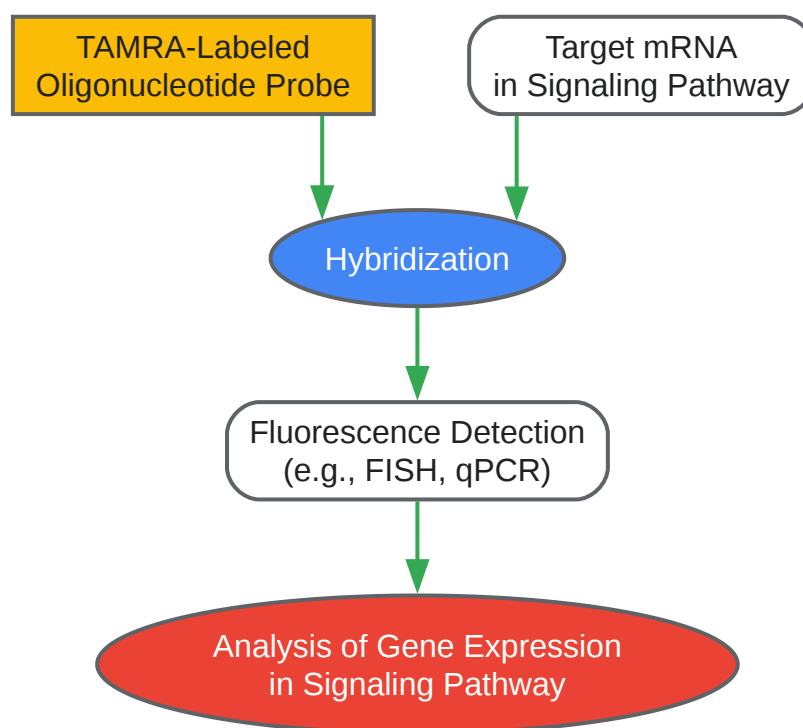 TAMRA-Labeled
Oligonucleotide Probe
Target mRNA
in Signaling Pathway
Hybridization
Fluorescence Detection
(e.g., FISH, qPCR)
Analysis of Gene Expression
in Signaling Pathway